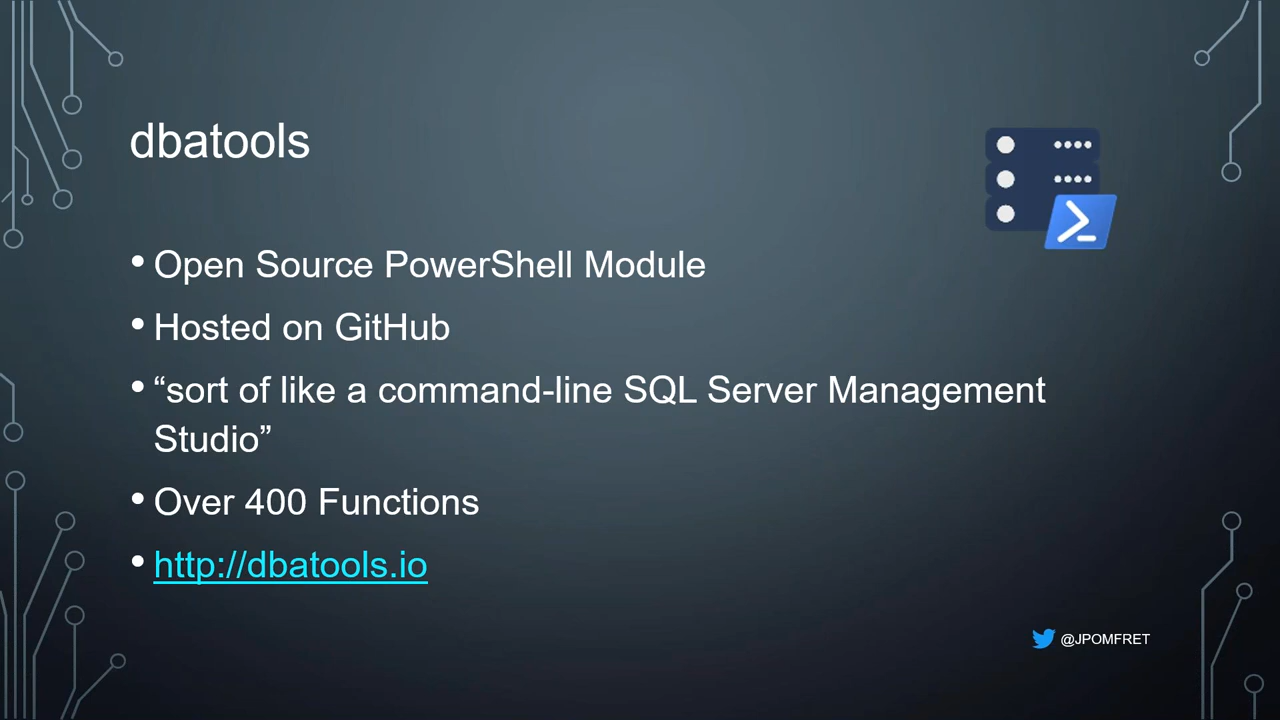 dbatools
• Open Source PowerShell Module
• Hosted on GitHub
• “sort of like a command-line SQL Server Management
Studio”
• Over 400 Functions
• http://dbatools.io
@JPOMFRET